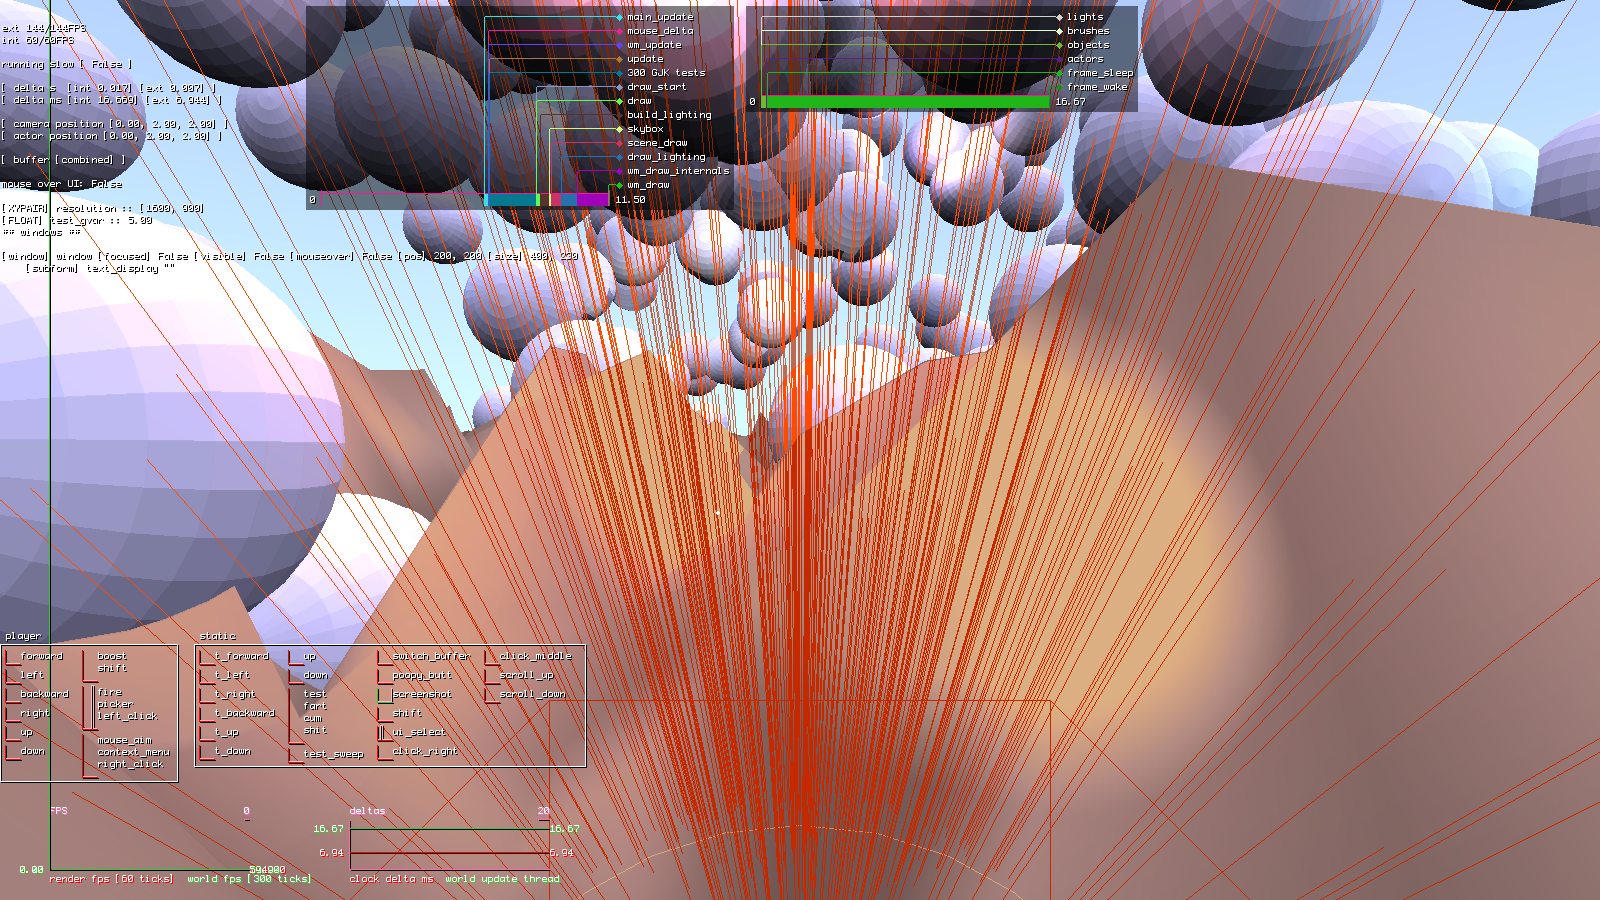 ext 144/144FPS
int 60/60FPS
running slow [ False ]
[ delta s [int 0.017] [ext 0.007] ]
[ delta ms [int 16.669] [ext 6.944] ]
[ camera position [0.00, 2.00, 2.00] ]
[ actor position [0.00, 2.00, 2.00] ]
[ buffer [combined] ]
mouse over UI: False
[XYPAIR] resolution :: [1600, 900]
[FLOAT] test_gvar :: 5.00
** windows **
[window] window [focused] False [visible] False [mouseover] False [pos] 200, 200 [size] 400, 230
[subform] text_display ""
main_update
mouse_delta
wm_update
update
300 GJK tests
draw_start
draw
build_lighting
skybox
scene_draw
draw_lighting
wm_draw_internals
wm_draw
0 11.50
lights
brushes
objects
actors
frame_sleep
frame_wake
0 16.67
player
forward
left
backward
right
up
down
boost
shift
fire
picker
left_click
mouse_aim
context_menu
right_click
static
t_forward
t_left
t_right
t_backward
t_up
t_down
up
down
test
fart
cum
shit
test_sweep
switch_buffer
poopy_butt
screenshot
shift
ui_select
click_right
click_middle
scroll_up
scroll_down
FPS 0
0.00 594900
render fps [60 ticks] world fps [300 ticks]
deltas 20
16.67 16.67
6.94 6.94
clock delta ms world update thread